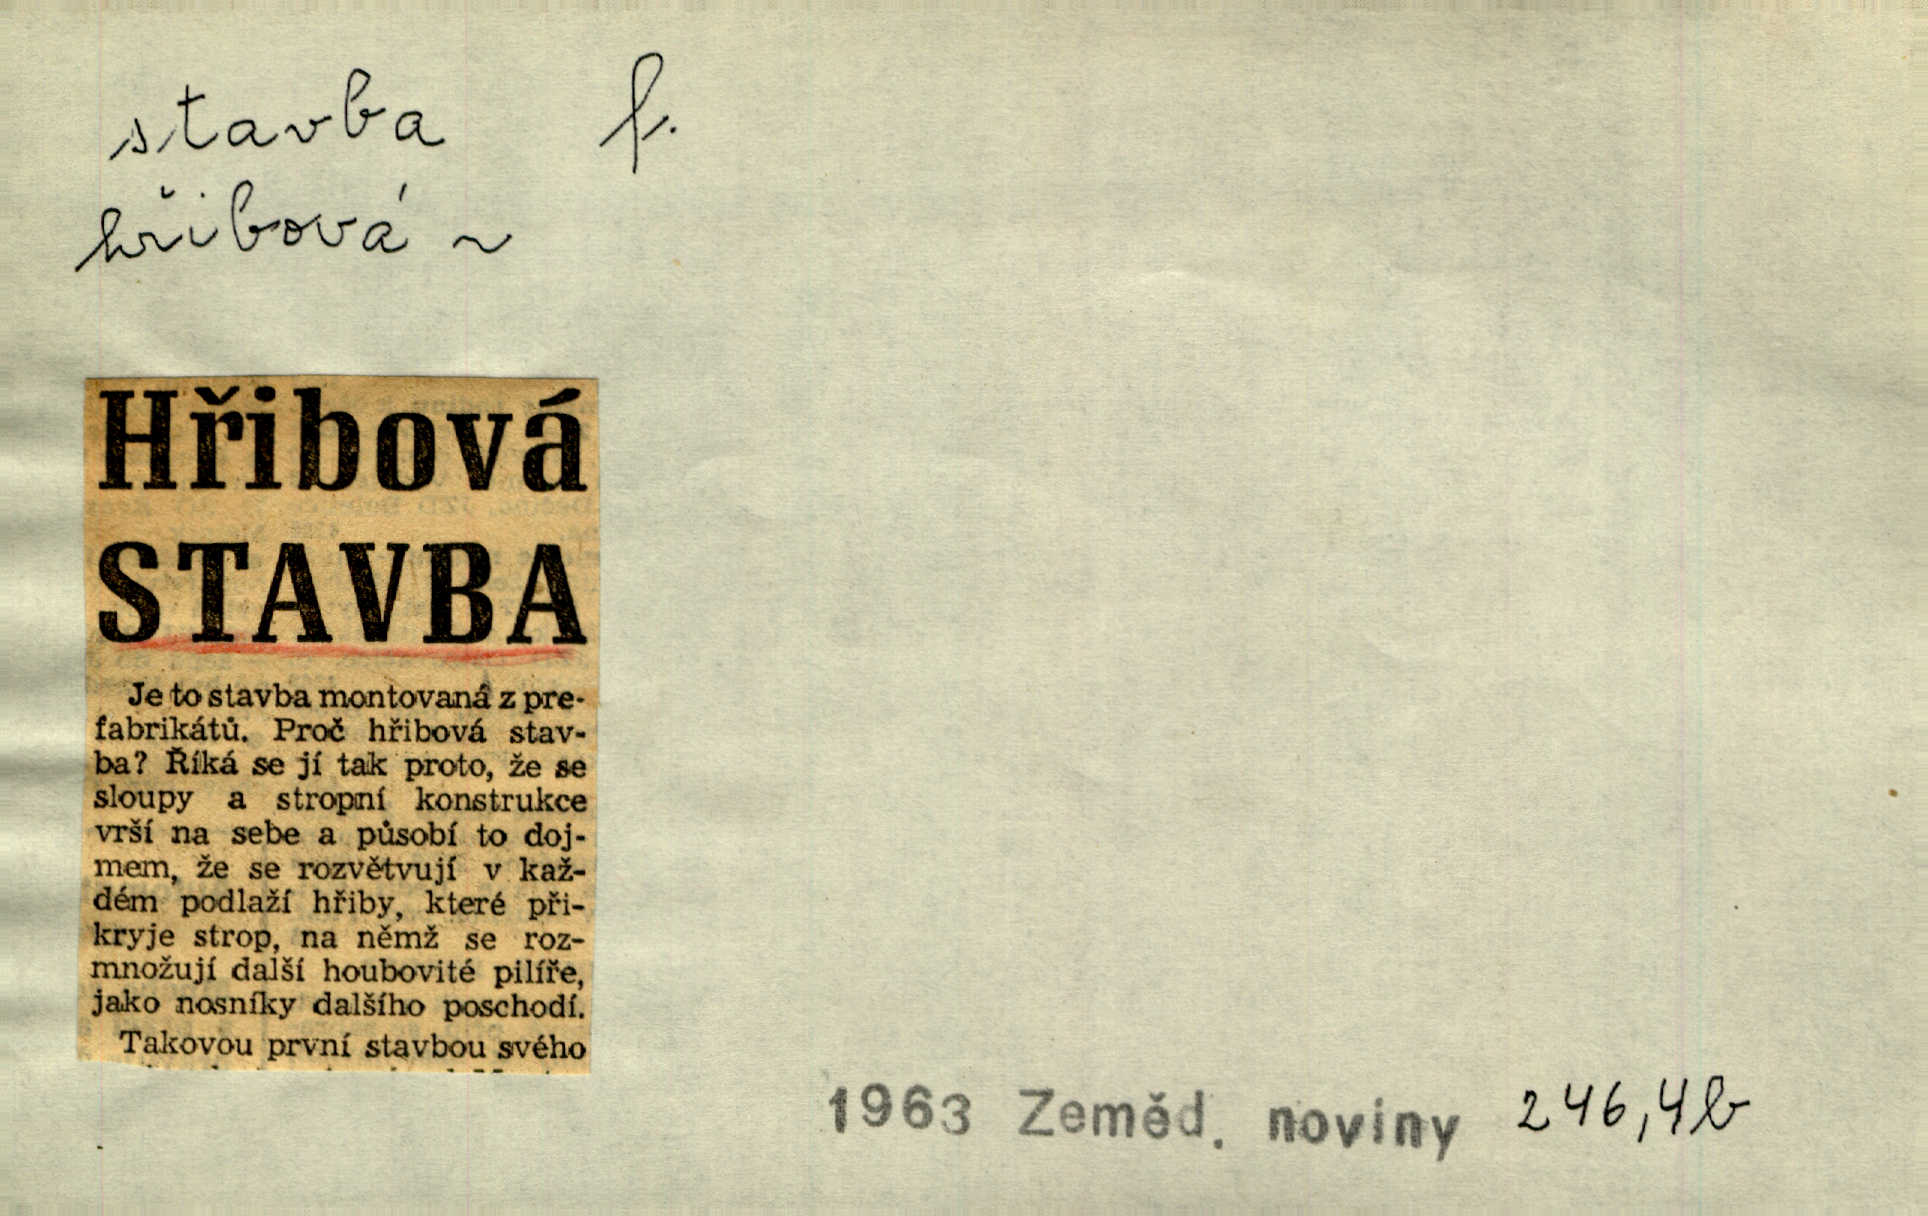 stavba f.
hřibová ~
Hřibová
STAVBA
Je to stavba montovaná z pre-
fabrikátů. Proč hřibová stav-
ba? Říká se jí tak proto, že se
sloupy a stropní konstrukce
vrší na sebe a působí to doj-
mem, že se rozvětvují v kaž-
dém podlaží hřiby, které při-
kryje strop, na němž se roz-
množují další houbovité pilíře,
jako nosníky dalšího poschodí.
Takovou první stavbou svého
1963 Zeměd. noviny 246,4b